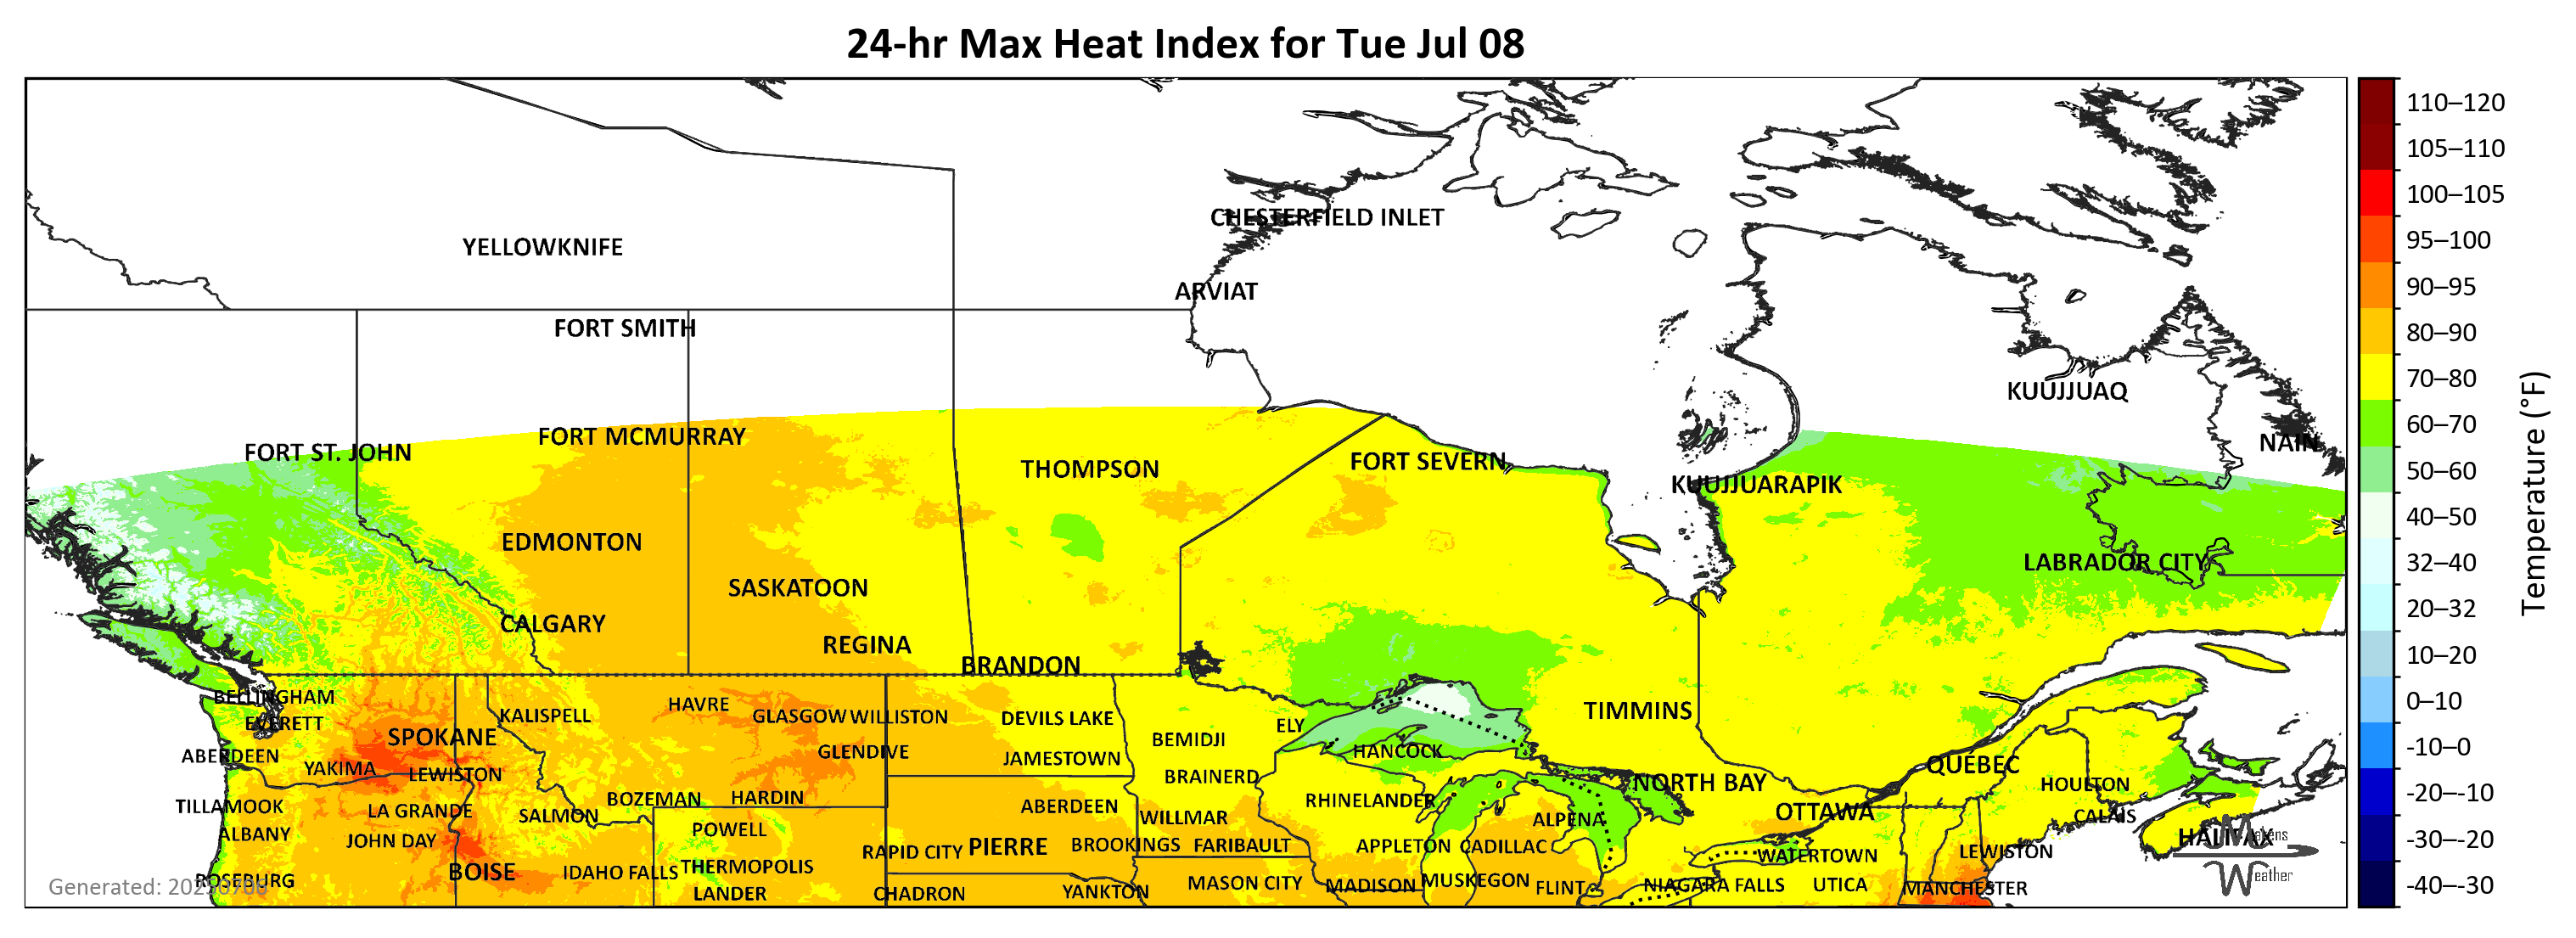 24-hr Max Heat Index for Tue Jul 08
CHESTERFIELD INLET
YELLOWKNIFE
ARVIAT
FORT SMITH
KUUJJUAQ
FORT MCMURRAY
NAIN
FORT ST. JOHN
FORT SEVERN
THOMPSON
KUUJJUARAPIK
EDMONTON
LABRADOR CITY
SASKATOON
CALGARY
REGINA
BRANDON
BELLINGHAM
HAVRE
KALISPELL
GLASGOW
WILLISTON
DEVILS LAKE
TIMMINS
EVERETT
ELY
SPOKANE
BEMIDJI
ABERDEEN
GLENDIVE
HANCOCK
JAMESTOWN
QUÉBEC
YAKIMA
LEWISTON
BRAINERD
NORTH BAY
HOULTON
BOZEMAN
HARDIN
RHINELANDER
TILLAMOOK
LA GRANDE
ABERDEEN
SALMON
WILLMAR
OTTAWA
CALAIS
ALPENA
POWELL
ALBANY
HALIFAX
Makens
JOHN DAY
RAPID CITY
PIERRE
BROOKINGS
FARIBAULT
APPLETON
CADILLAC
LEWISTON
WATERTOWN
BOISE
IDAHO FALLS
THERMOPOLIS
Weather
ROSEBURG
MASON CITY
MADISON
MUSKEGON
FLINT
NIAGARA FALLS
UTICA
MANCHESTER
LANDER
CHADRON
YANKTON
Generated:
110–120
105–110
100–105
95–100
90–95
80–90
70–80
60–70
50–60
40–50
32–40
20–32
10–20
0–10
-10–0
-20–-10
-30–-20
-40–-30
Temperature (°F)